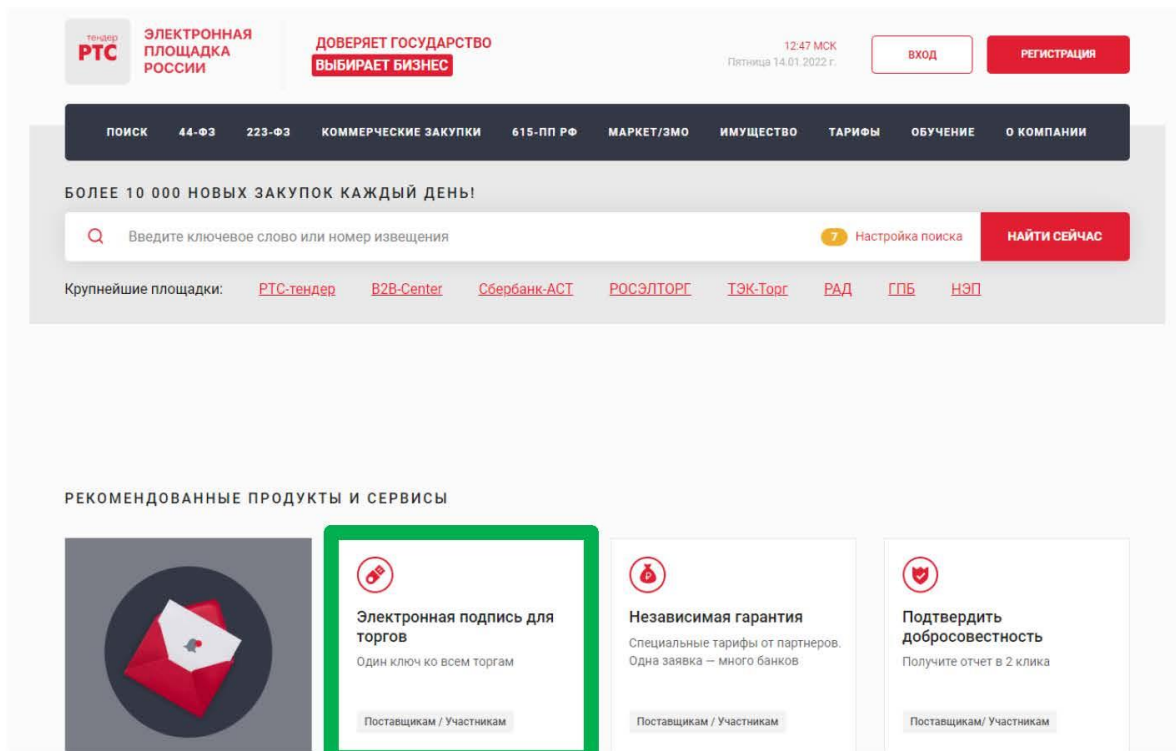 тендер
РТС
ЭЛЕКТРОННАЯ
ПЛОЩАДКА
РОССИИ
ДОВЕРЯЕТ ГОСУДАРСТВО
ВЫБИРАЕТ БИЗНЕС
12:47 МСК
Пятница 14.01.2022 г.
ВХОД
РЕГИСТРАЦИЯ
ПОИСК 44-ФЗ 223-ФЗ КОММЕРЧЕСКИЕ ЗАКУПКИ 615-ПП РФ МАРКЕТ/ЗМО ИМУЩЕСТВО ТАРИФЫ ОБУЧЕНИЕ О КОМПАНИИ
БОЛЕЕ 10 000 НОВЫХ ЗАКУПОК КАЖДЫЙ ДЕНЬ!
Введите ключевое слово или номер извещения 7 Настройка поиска НАЙТИ СЕЙЧАС
Крупнейшие площадки: РТС-тендер B2B-Center Сбербанк-АСТ РОСЭЛТОРГ ТЭК-Торг РАД ГПБ НЭП
РЕКОМЕНДОВАННЫЕ ПРОДУКТЫ И СЕРВИСЫ
Электронная подпись для
торгов
Один ключ ко всем торгам
Поставщикам / Участникам
Независимая гарантия
Специальные тарифы от партнеров.
Одна заявка — много банков
Поставщикам / Участникам
Подтвердить
добросовестность
Получите отчет в 2 клика
Поставщикам/ Участникам